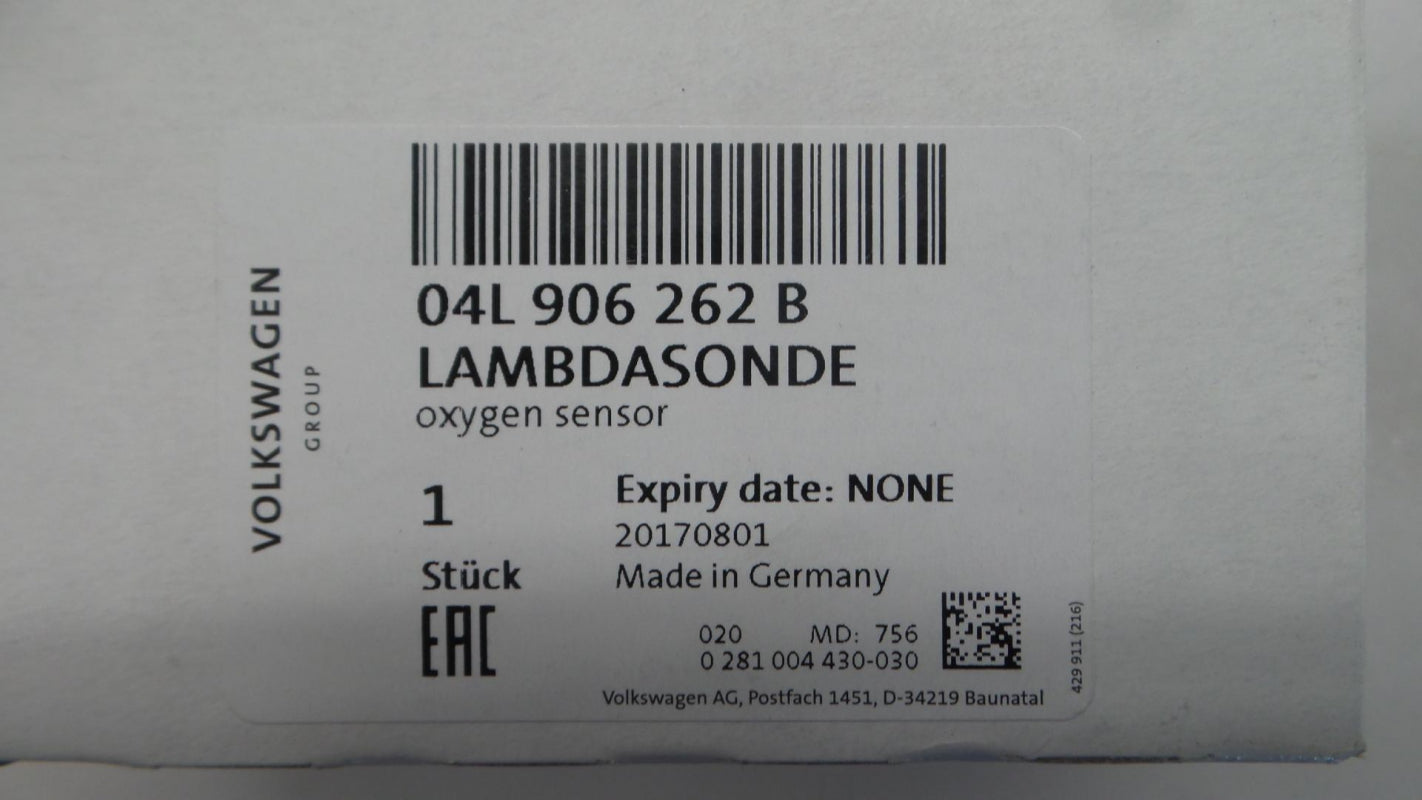 VOLKSWAGEN
GROUP
04L 906 262 B
LAMBDASONDE
oxygen sensor
1
Stück
EAC
Expiry date: NONE
20170801
Made in Germany
020 MD: 756
0 281 004 430-030
Volkswagen AG, Postfach 1451, D-34219 Baunatal
429 911 (216)